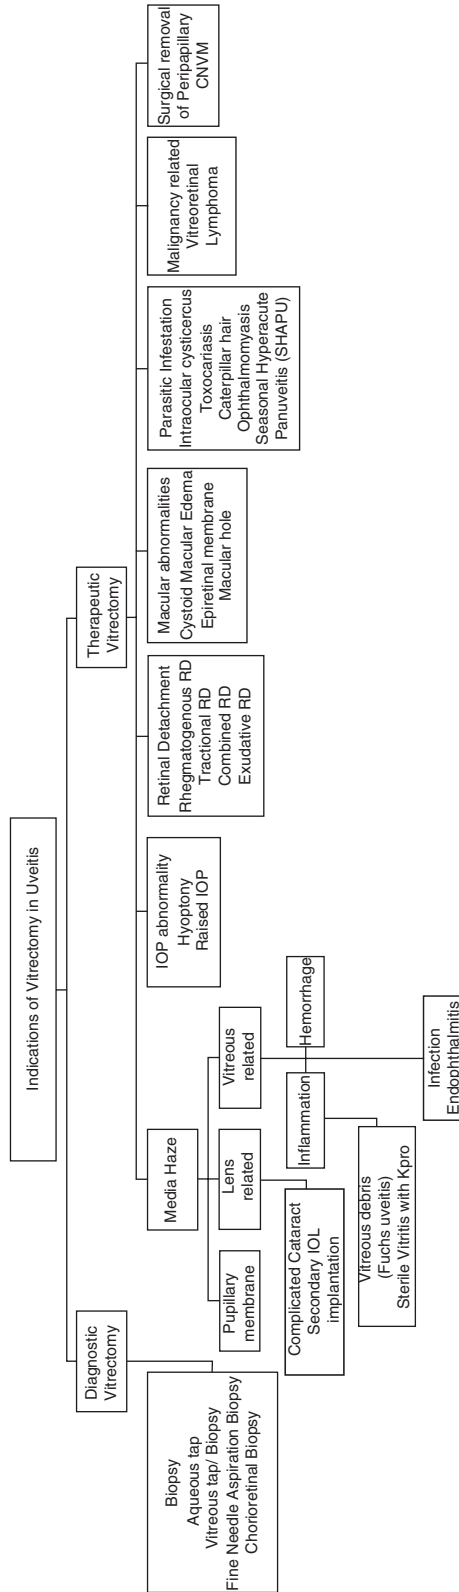 Indications of Vitrectomy in Uveitis
Diagnostic
Vitrectomy
Therapeutic
Vitrectomy
Biopsy
Aqueous tap
Vitreous tap/ Biopsy
Fine Needle Aspiration Biopsy
Chorioretinal Biopsy
Media Haze
IOP abnormality
Hyoptony
Raised IOP
Retinal Detachment
Rhegmatogenous RD
Tractional RD
Combined RD
Exudative RD
Macular abnormalities
Cystoid Macular Edema
Epiretinal membrane
Macular hole
Parasitic Infestation
Intraocular cysticercus
Toxocariasis
Caterpillar hair
Ophthalmomyasis
Seasonal Hyperacute
Panuveitis (SHAPU)
Malignancy related
Vitreoretinal
Lymphoma
Surgical removal
of Peripapillary
CNVM
Pupillary
membrane
Lens
related
Vitreous
related
Complicated Cataract
Secondary IOL
implantation
Inflammation
Hemorrhage
Vitreous debris
(Fuchs uveitis)
Sterile Vitritis with Kpro
Infection
Endophthalmitis